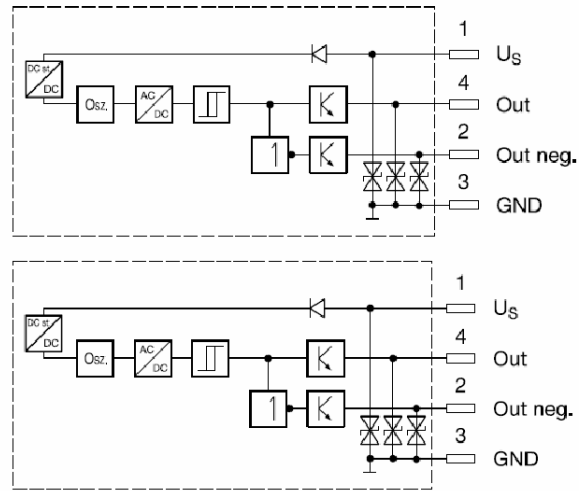 1
U_S
DC st.
DC
4
Osz.
AC
DC
Out
2
1
Out neg.
3
GND
1
U_S
DC st.
DC
4
Osz.
AC
DC
Out
2
1
Out neg.
3
GND